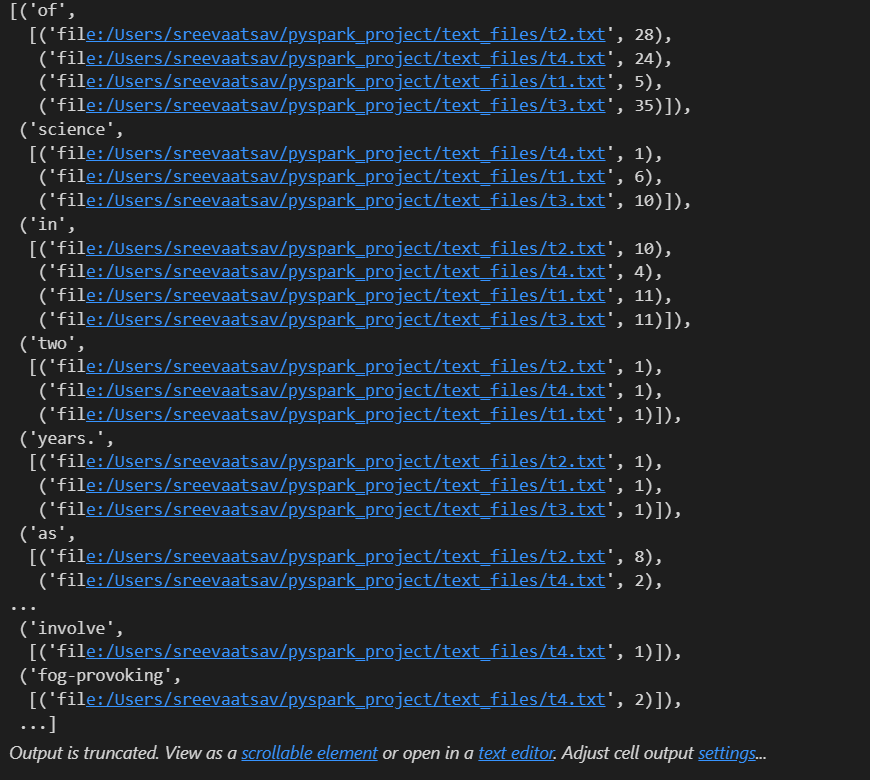 [('of',
  [('file:/Users/sreevaatsav/pyspark_project/text_files/t2.txt', 28),
   ('file:/Users/sreevaatsav/pyspark_project/text_files/t4.txt', 24),
   ('file:/Users/sreevaatsav/pyspark_project/text_files/t1.txt', 5),
   ('file:/Users/sreevaatsav/pyspark_project/text_files/t3.txt', 35)]),
 ('science',
  [('file:/Users/sreevaatsav/pyspark_project/text_files/t4.txt', 1),
   ('file:/Users/sreevaatsav/pyspark_project/text_files/t1.txt', 6),
   ('file:/Users/sreevaatsav/pyspark_project/text_files/t3.txt', 10)]),
 ('in',
  [('file:/Users/sreevaatsav/pyspark_project/text_files/t2.txt', 10),
   ('file:/Users/sreevaatsav/pyspark_project/text_files/t4.txt', 4),
   ('file:/Users/sreevaatsav/pyspark_project/text_files/t1.txt', 11),
   ('file:/Users/sreevaatsav/pyspark_project/text_files/t3.txt', 11)]),
 ('two',
  [('file:/Users/sreevaatsav/pyspark_project/text_files/t2.txt', 1),
   ('file:/Users/sreevaatsav/pyspark_project/text_files/t4.txt', 1),
   ('file:/Users/sreevaatsav/pyspark_project/text_files/t1.txt', 1)]),
 ('years.',
  [('file:/Users/sreevaatsav/pyspark_project/text_files/t2.txt', 1),
   ('file:/Users/sreevaatsav/pyspark_project/text_files/t1.txt', 1),
   ('file:/Users/sreevaatsav/pyspark_project/text_files/t3.txt', 1)]),
 ('as',
  [('file:/Users/sreevaatsav/pyspark_project/text_files/t2.txt', 8),
   ('file:/Users/sreevaatsav/pyspark_project/text_files/t4.txt', 2),
...
 ('involve',
  [('file:/Users/sreevaatsav/pyspark_project/text_files/t4.txt', 1)]),
 ('fog-provoking',
  [('file:/Users/sreevaatsav/pyspark_project/text_files/t4.txt', 2)]),
 ...]
Output is truncated. View as a scrollable element or open in a text editor. Adjust cell output settings...